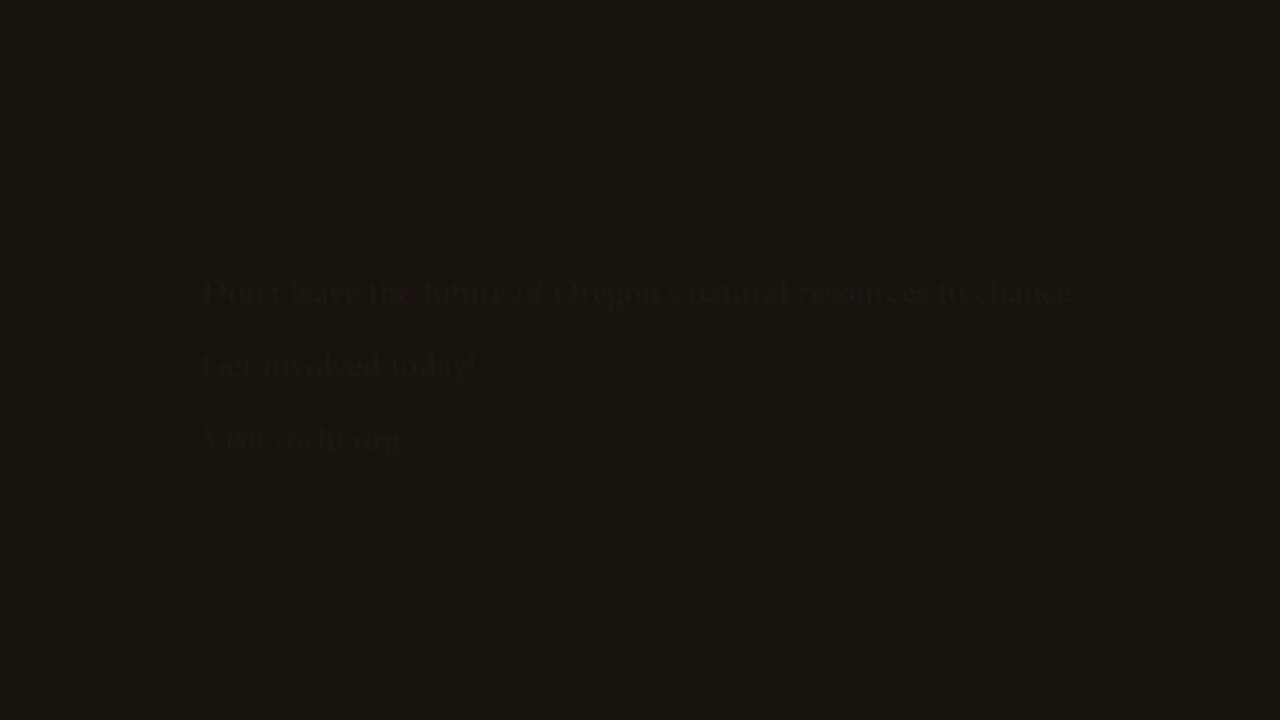 Don't leave the future of Oregon's natural resources to chance.
Get involved today!
Visit owhf.org